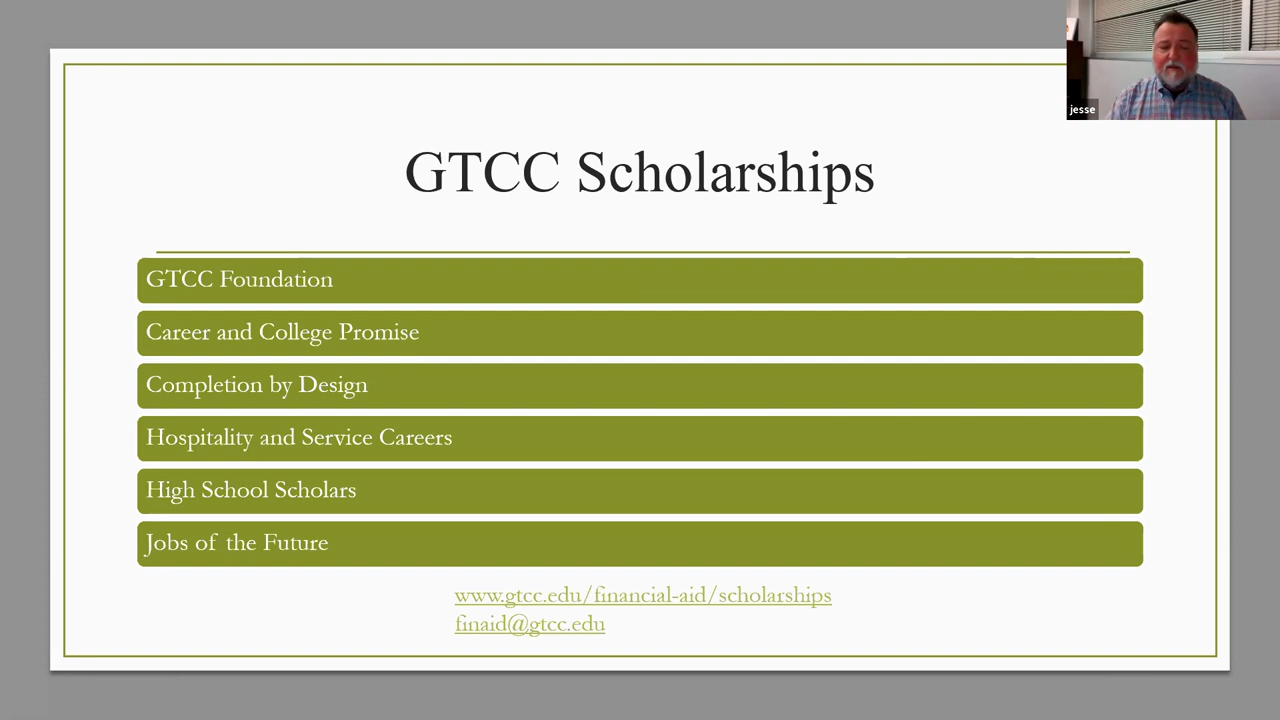 jesse
GTCC Scholarships
GTCC Foundation
Career and College Promise
Completion by Design
Hospitality and Service Careers
High School Scholars
Jobs of the Future
www.gtcc.edu/financial-aid/scholarships
finaid@gtcc.edu